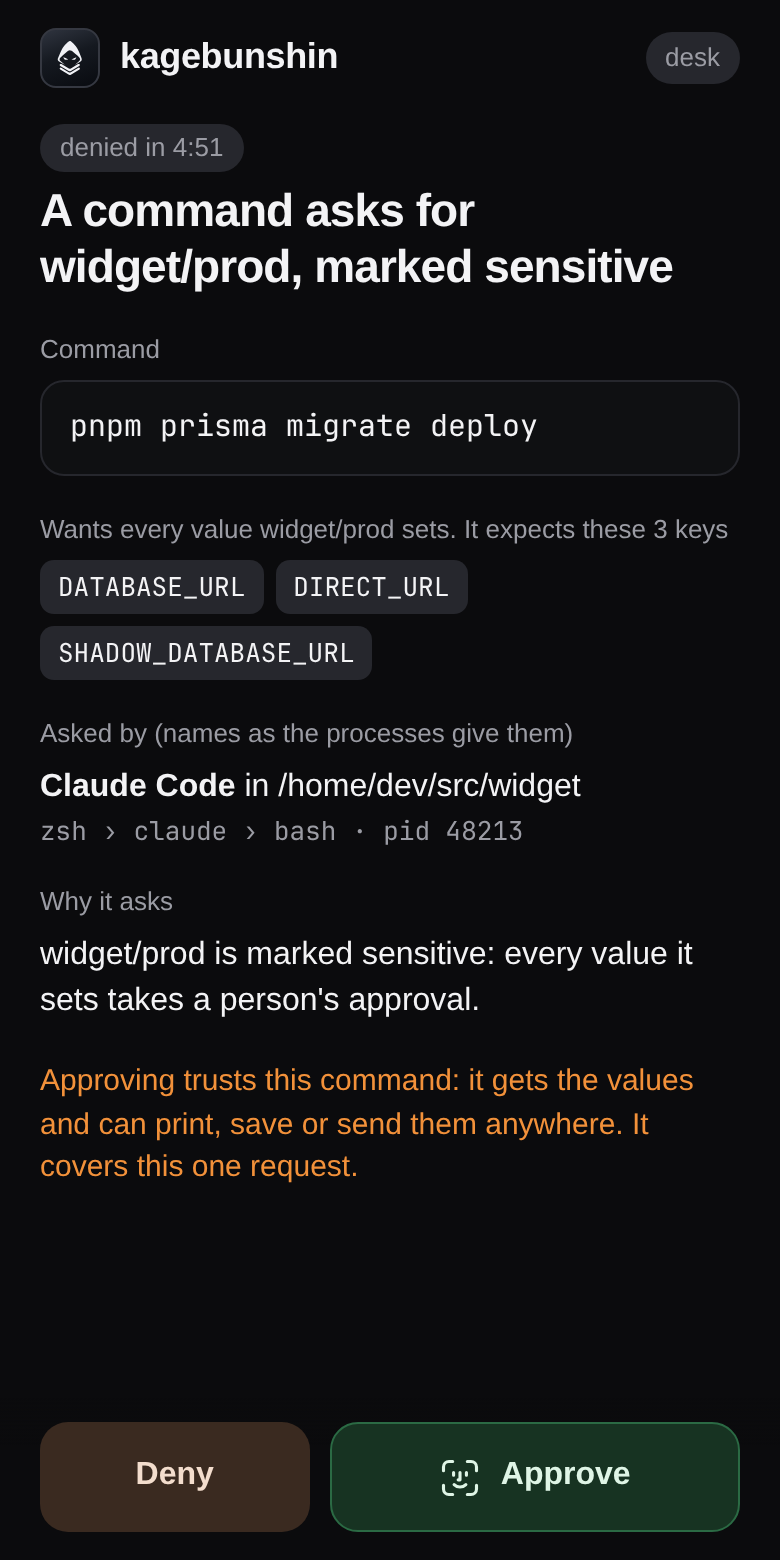 kagebunshin
desk
denied in 4:51
A command asks for
widget/prod, marked sensitive
Command
pnpm prisma migrate deploy
Wants every value widget/prod sets. It expects these 3 keys
DATABASE_URL
DIRECT_URL
SHADOW_DATABASE_URL
Asked by (names as the processes give them)
Claude Code in /home/dev/src/widget
zsh › claude › bash · pid 48213
Why it asks
widget/prod is marked sensitive: every value it
sets takes a person's approval.
Approving trusts this command: it gets the values
and can print, save or send them anywhere. It
covers this one request.
Deny
Approve